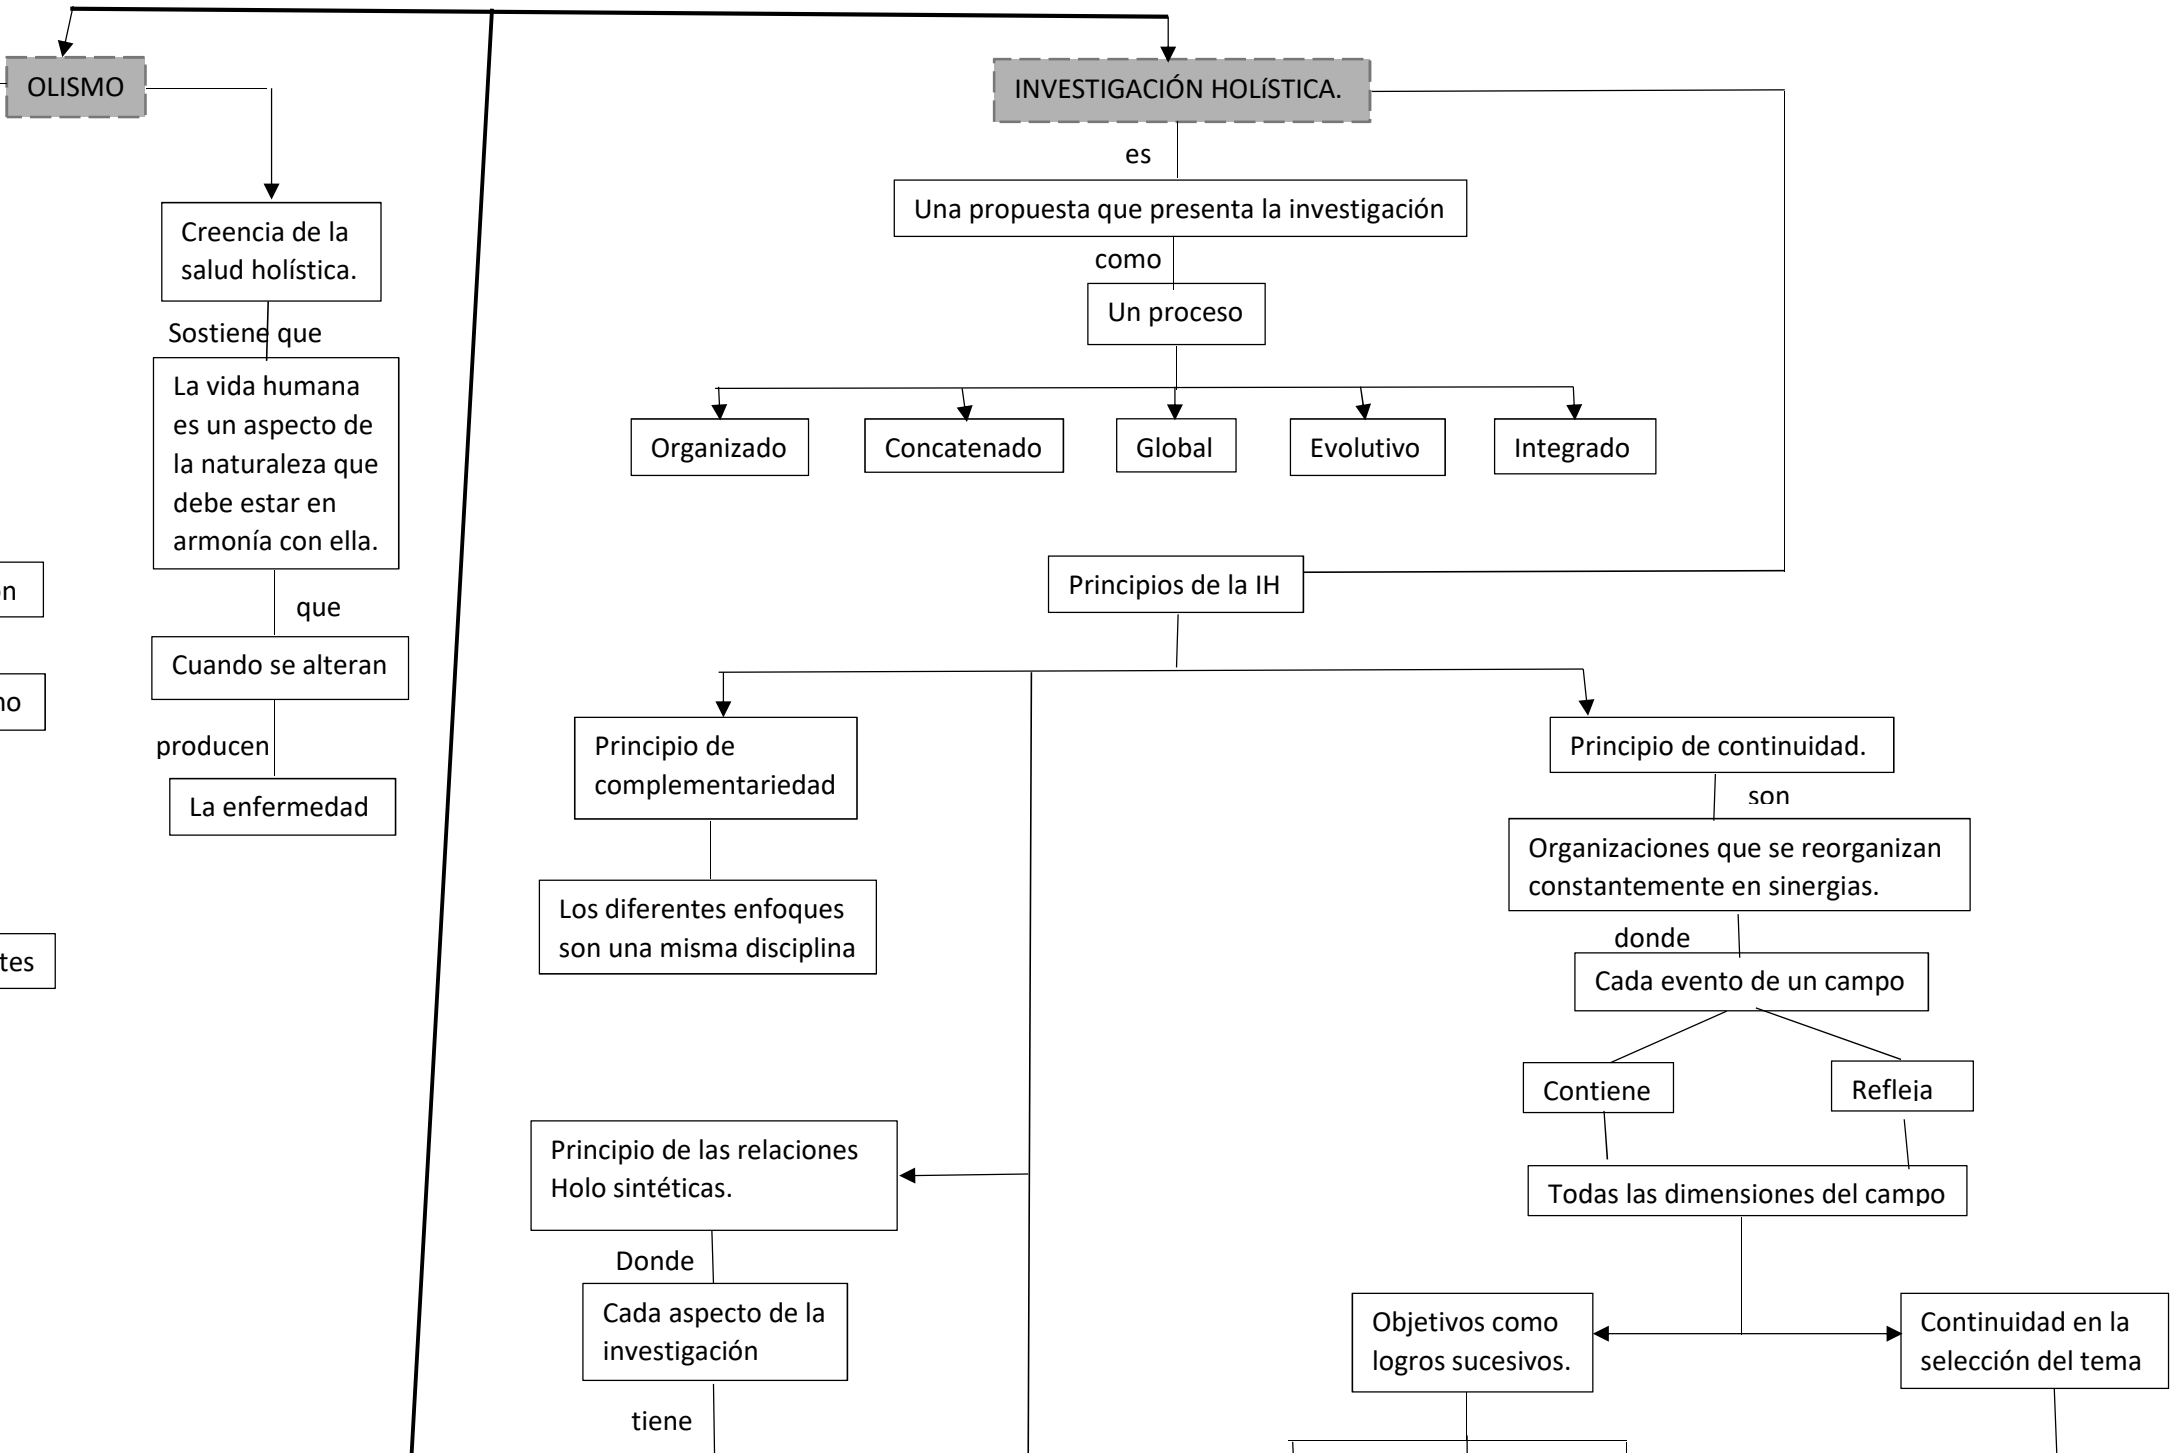 OLISMO
Creencia de la
salud holística.
Sostiene que
La vida humana
es un aspecto de
la naturaleza que
debe estar en
armonía con ella.
que
Cuando se alteran
producen
La enfermedad
n
no
tes
INVESTIGACIÓN HOLíSTICA.
es
Una propuesta que presenta la investigación
como
Un proceso
Organizado
Concatenado
Global
Evolutivo
Integrado
Principios de la IH
Principio de
complementariedad
Los diferentes enfoques
son una misma disciplina
Principio de las relaciones
Holo sintéticas.
Donde
Cada aspecto de la
investigación
tiene
Principio de continuidad.
son
Organizaciones que se reorganizan
constantemente en sinergias.
donde
Cada evento de un campo
Contiene
Refleja
Todas las dimensiones del campo
Objetivos como
logros sucesivos.
Continuidad en la
selección del tema